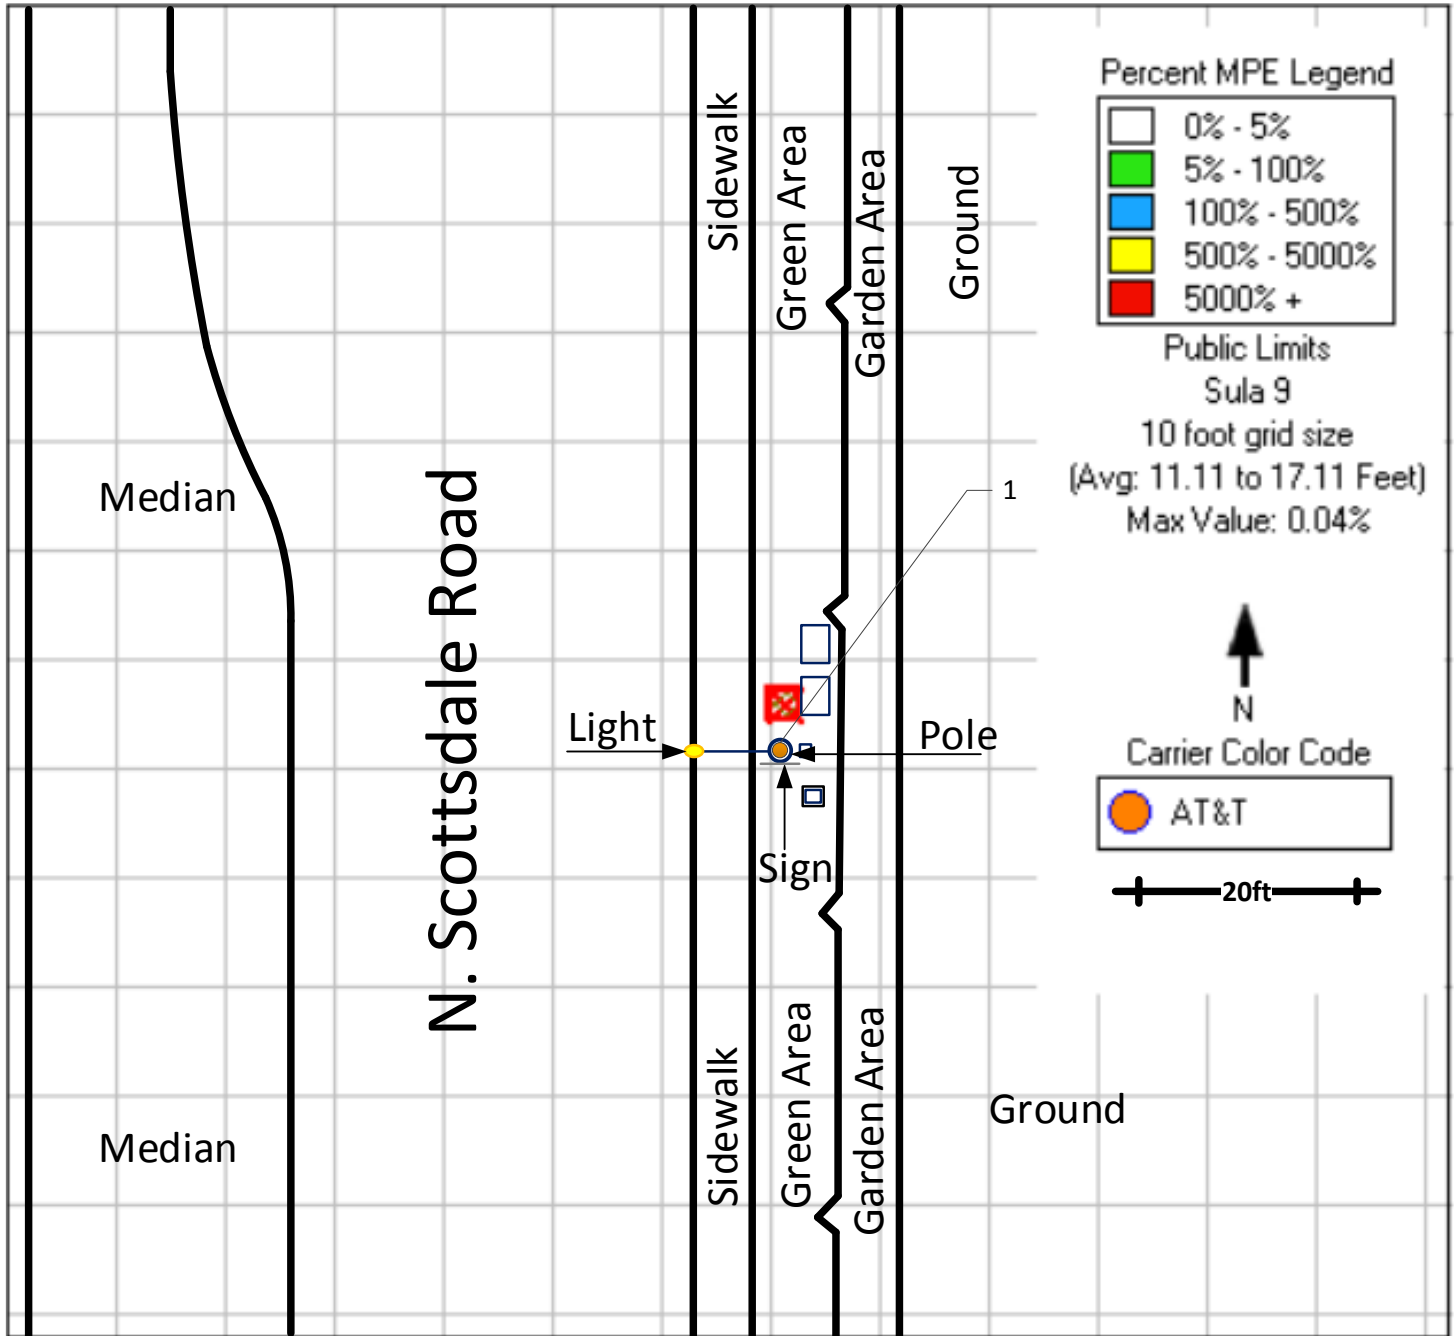 Sidewalk
Green Area
Garden Area
Ground
Percent MPE Legend
0% - 5%
5% - 100%
100% - 500%
500% - 5000%
5000% +
Public Limits
Sula 9
10 foot grid size
(Avg: 11.11 to 17.11 Feet)
Max Value: 0.04%
Median
N. Scottsdale Road
1
Light
Pole
Sign
N
Carrier Color Code
AT&T
20ft
Median
Sidewalk
Green Area
Garden Area
Ground